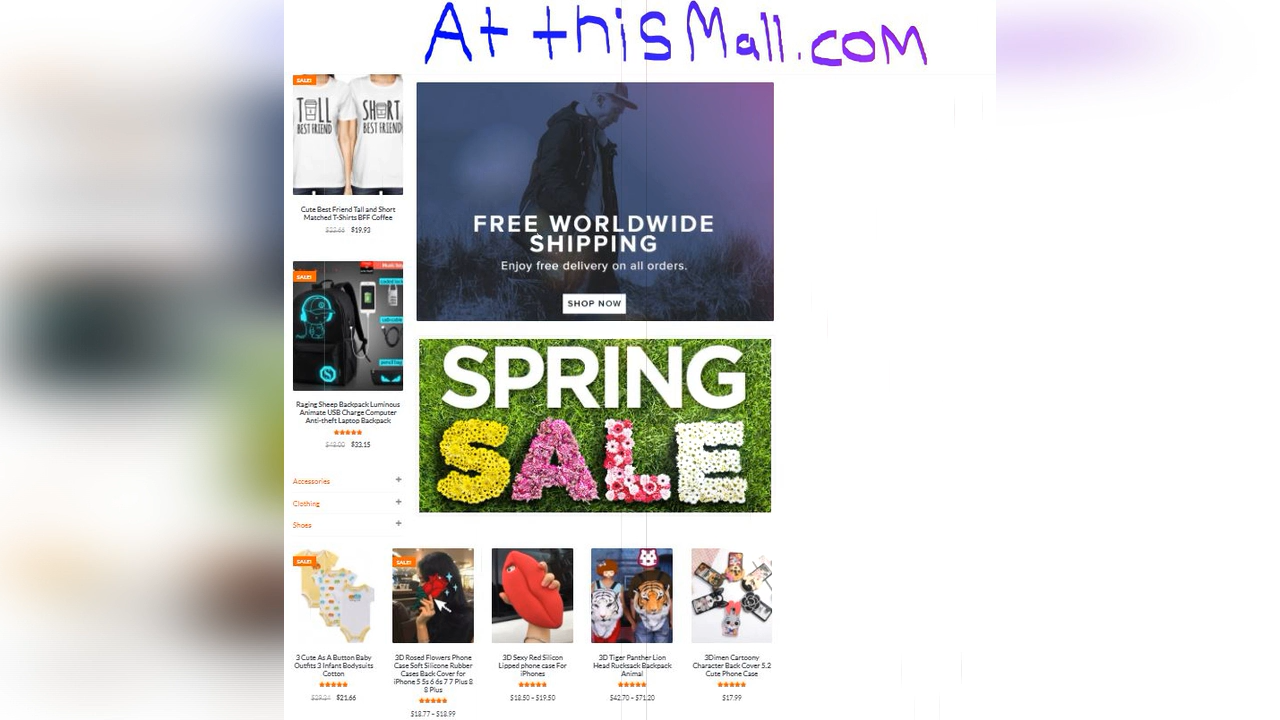 At thisMall.com
SALE!
TALL SHORT
BEST FRIEND BEST FRIEND
Cute Best Friend Tall and Short
Matched T-Shirts BFF Coffee
$19.93
SALE!
Raging Sheep Backpack Luminous
Animate USB Charge Computer
Anti-theft Laptop Backpack
$33.15
Accessories +
Clothing +
Shoes +
FREE WORLDWIDE
SHIPPING
Enjoy free delivery on all orders.
SHOP NOW
SPRING
SALE
SALE!
3 Cute As A Button Baby
Outfits 3 Infant Bodysuits
Cotton
$21.66
SALE!
3D Rosed Flowers Phone
Case Soft Silicone Rubber
Cases Back Cover for
iPhone 5 5s 6 6s 7 7 Plus 8
8 Plus
$18.77 – $18.99
3D Sexy Red Silicon
Lipped phone case For
iPhones
$18.50 – $19.50
3D Tiger Panther Lion
Head Rucksack Backpack
Animal
$42.70 – $71.20
3Dimen Cartoony
Character Back Cover 5.2
Cute Phone Case
$17.99